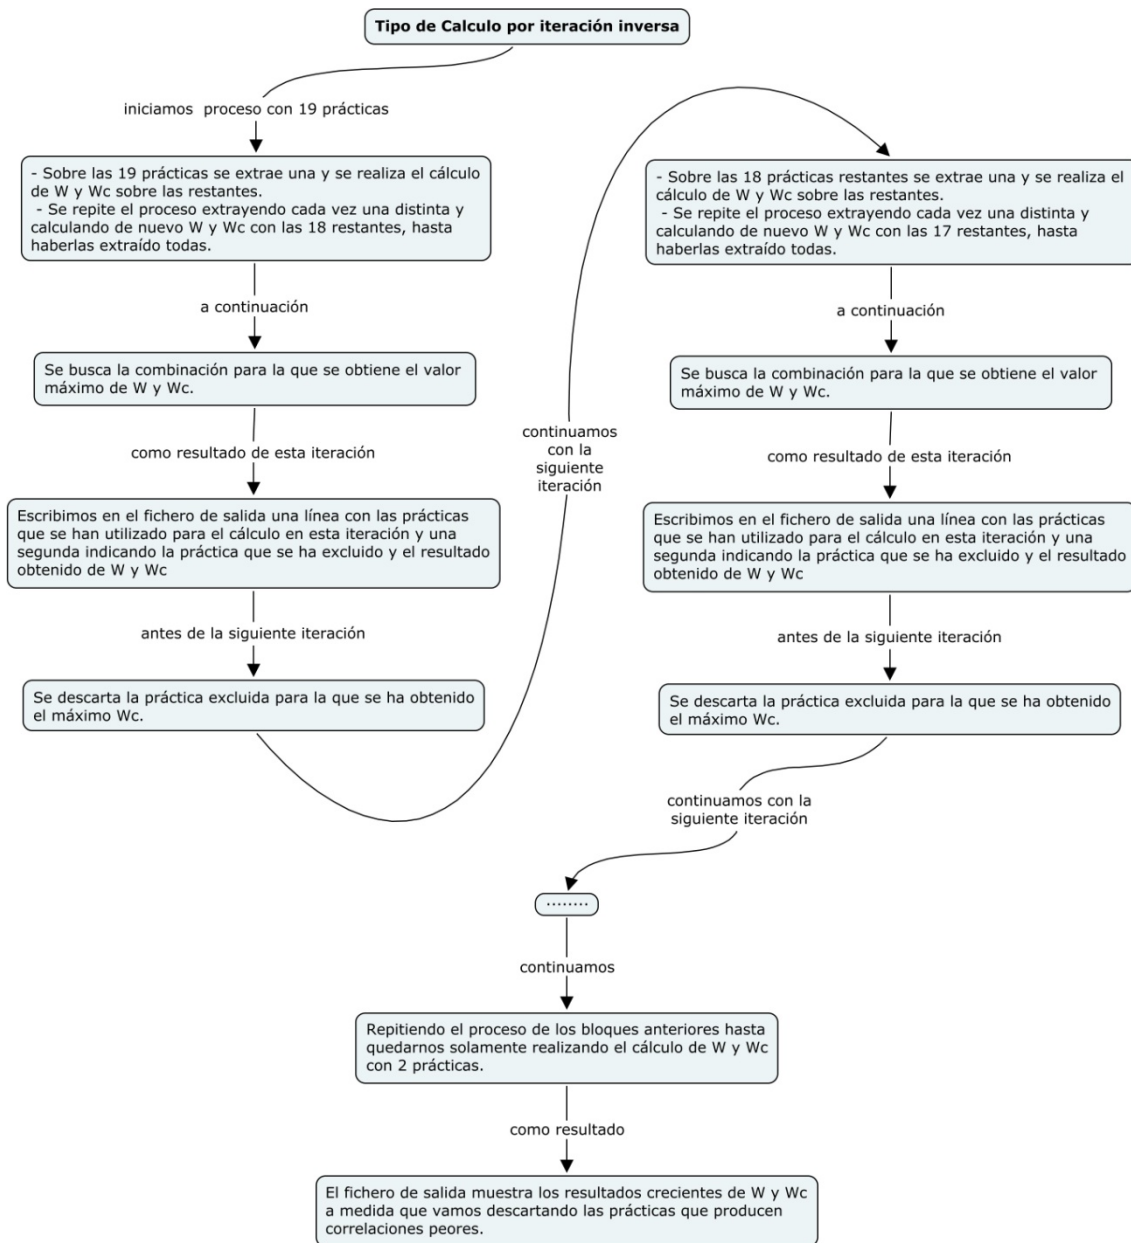 Tipo de Calculo por iteración inversa
iniciamos proceso con 19 prácticas
- Sobre las 19 prácticas se extrae una y se realiza el cálculo
de W y Wc sobre las restantes.
- Se repite el proceso extrayendo cada vez una distinta y
calculando de nuevo W y Wc con las 18 restantes, hasta
haberlas extraído todas.
a continuación
Se busca la combinación para la que se obtiene el valor
máximo de W y Wc.
como resultado de esta iteración
Escribimos en el fichero de salida una línea con las prácticas
que se han utilizado para el cálculo en esta iteración y una
segunda indicando la práctica que se ha excluido y el resultado
obtenido de W y Wc
antes de la siguiente iteración
Se descarta la práctica excluida para la que se ha obtenido
el máximo Wc.
continuamos
con la
siguiente
iteración
- Sobre las 18 prácticas restantes se extrae una y se realiza el
cálculo de W y Wc sobre las restantes.
- Se repite el proceso extrayendo cada vez una distinta y
calculando de nuevo W y Wc con las 17 restantes, hasta
haberlas extraído todas.
a continuación
Se busca la combinación para la que se obtiene el valor
máximo de W y Wc.
como resultado de esta iteración
Escribimos en el fichero de salida una línea con las prácticas
que se han utilizado para el cálculo en esta iteración y una
segunda indicando la práctica que se ha excluido y el resultado
obtenido de W y Wc
antes de la siguiente iteración
Se descarta la práctica excluida para la que se ha obtenido
el máximo Wc.
continuamos con la
siguiente iteración
........
continuamos
Repitiendo el proceso de los bloques anteriores hasta
quedarnos solamente realizando el cálculo de W y Wc
con 2 prácticas.
como resultado
El fichero de salida muestra los resultados crecientes de W y Wc
a medida que vamos descartando las prácticas que producen
correlaciones peores.